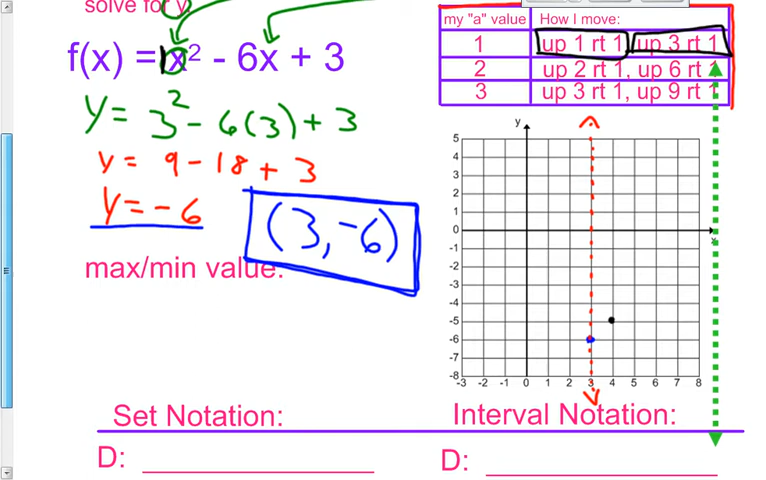 solve for y.
my "a" value How I move:
1 up 1 rt 1, up 3 rt 1
2 up 2 rt 1, up 6 rt 1
3 up 3 rt 1, up 9 rt 1
f(x) = 1x² - 6x + 3
y = 3² - 6(3) + 3
y = 9 - 18 + 3
y = -6
(3, -6)
max/min value:
y
5
4
3
2
1
0
-1
-2
-3
-4
-5
-6
-7
-8
x
-3 -2 -1 0 1 2 3 4 5 6 7 8
Set Notation: Interval Notation:
D: D: